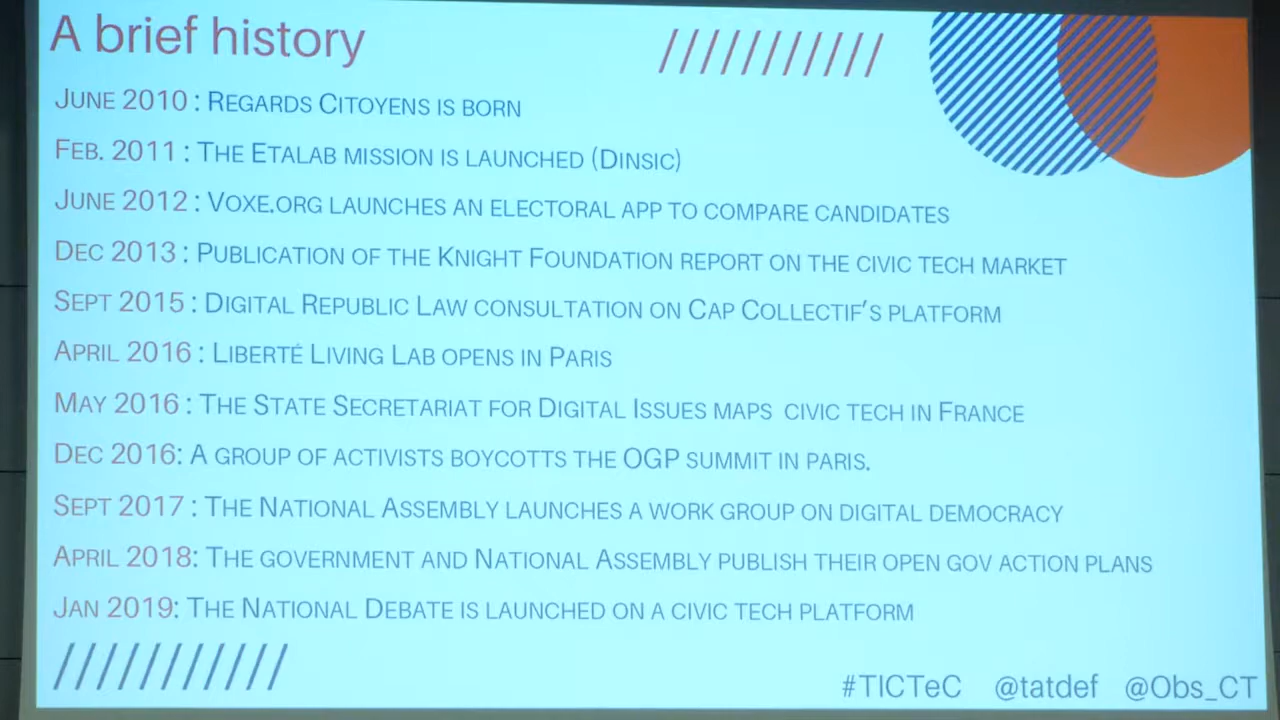 A brief history
JUNE 2010 : REGARDS CITOYENS IS BORN
FEB. 2011 : THE ETALAB MISSION IS LAUNCHED (DINSIC)
JUNE 2012 : VOXE.ORG LAUNCHES AN ELECTORAL APP TO COMPARE CANDIDATES
DEC 2013 : PUBLICATION OF THE KNIGHT FOUNDATION REPORT ON THE CIVIC TECH MARKET
SEPT 2015 : DIGITAL REPUBLIC LAW CONSULTATION ON CAP COLLECTIF'S PLATFORM
APRIL 2016 : LIBERTÉ LIVING LAB OPENS IN PARIS
MAY 2016 : THE STATE SECRETARIAT FOR DIGITAL ISSUES MAPS CIVIC TECH IN FRANCE
DEC 2016: A GROUP OF ACTIVISTS BOYCOTTS THE OGP SUMMIT IN PARIS.
SEPT 2017 : THE NATIONAL ASSEMBLY LAUNCHES A WORK GROUP ON DIGITAL DEMOCRACY
APRIL 2018: THE GOVERNMENT AND NATIONAL ASSEMBLY PUBLISH THEIR OPEN GOV ACTION PLANS
JAN 2019: THE NATIONAL DEBATE IS LAUNCHED ON A CIVIC TECH PLATFORM
#TICTeC @tatdef @Obs_CT